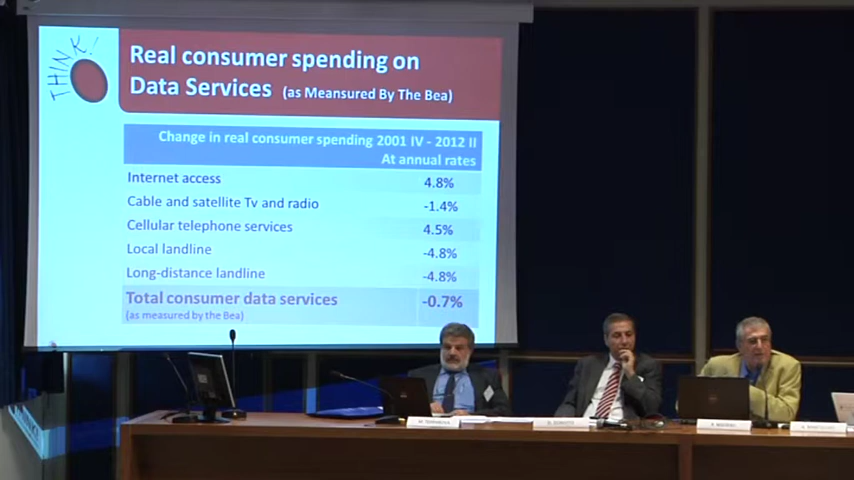 THINK!
Real consumer spending on
Data Services (as Meansured By The Bea)
Change in real consumer spending 2001 IV - 2012 II
At annual rates
Internet access 4.8%
Cable and satellite Tv and radio -1.4%
Cellular telephone services 4.5%
Local landline -4.8%
Long-distance landline -4.8%
Total consumer data services -0.7%
(as measured by the Bea)